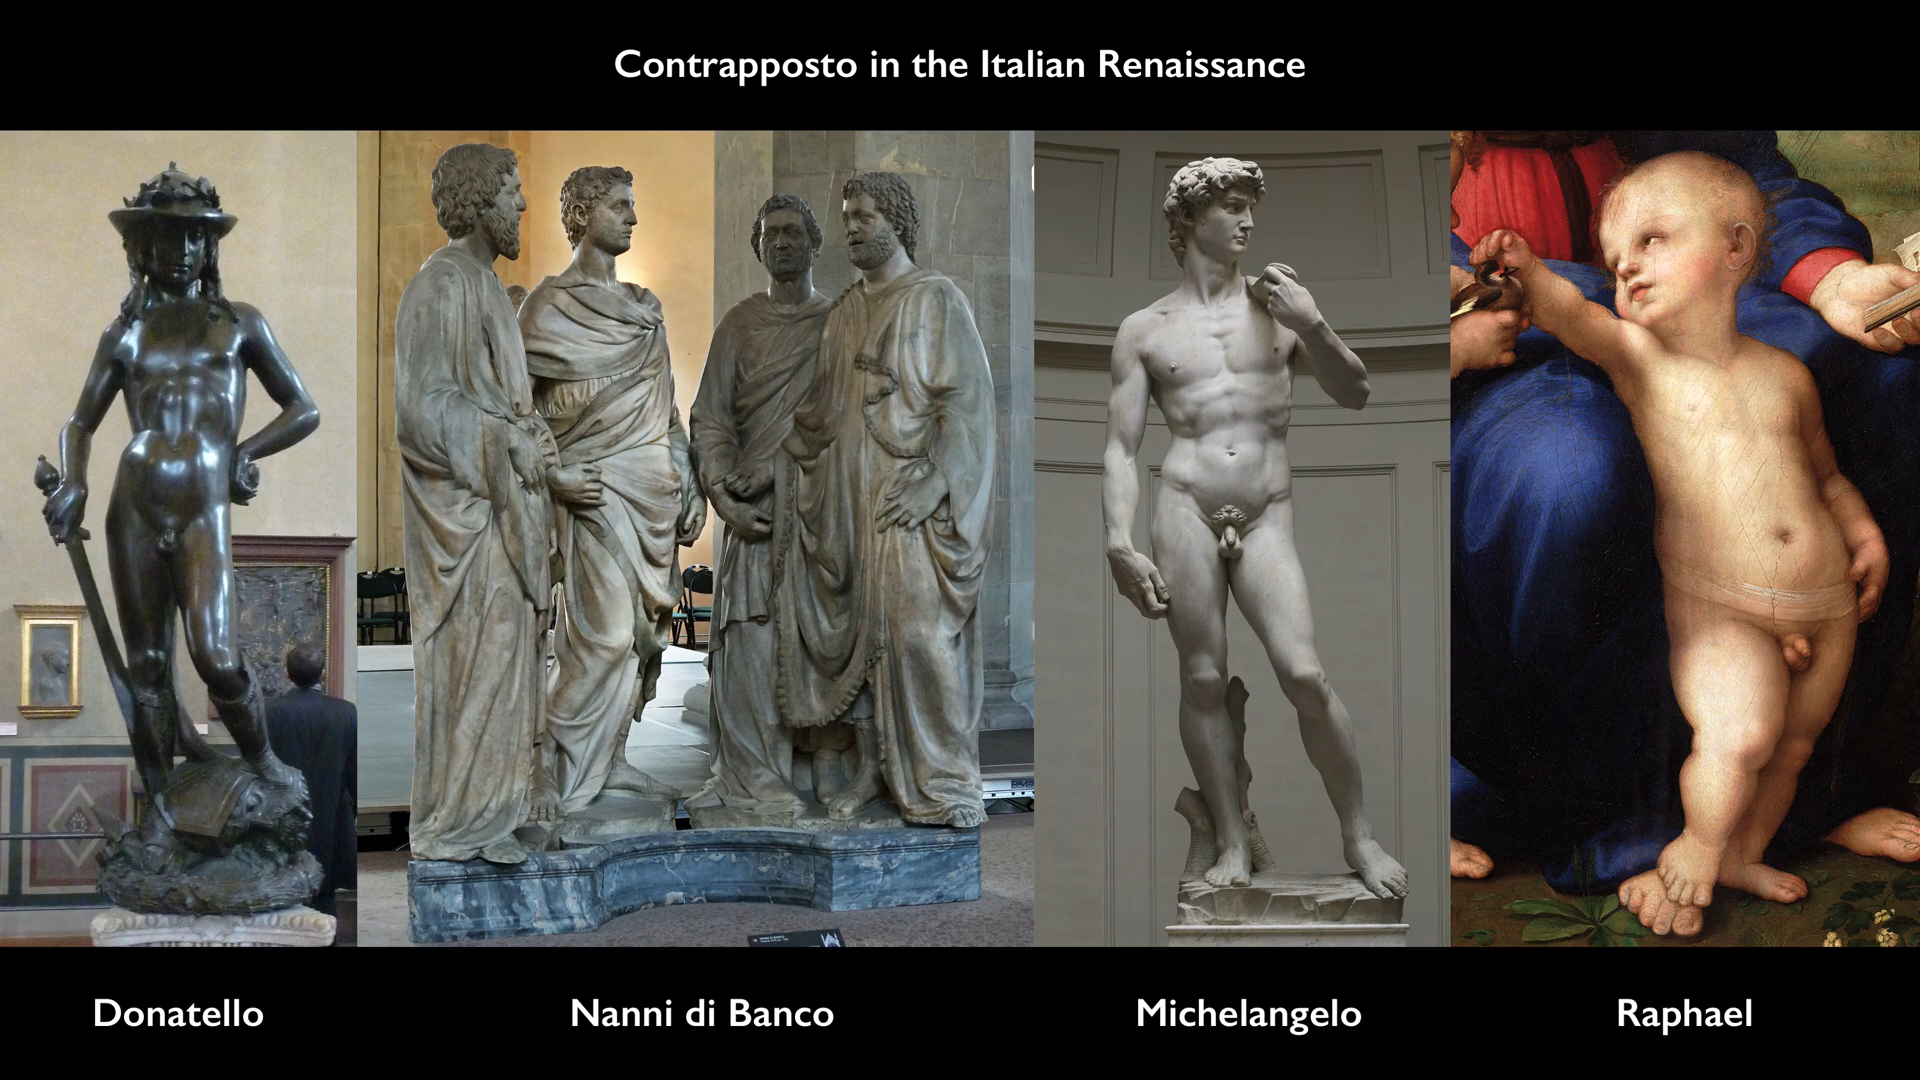 Contrapposto in the Italian Renaissance
Donatello
Nanni di Banco
Michelangelo
Raphael